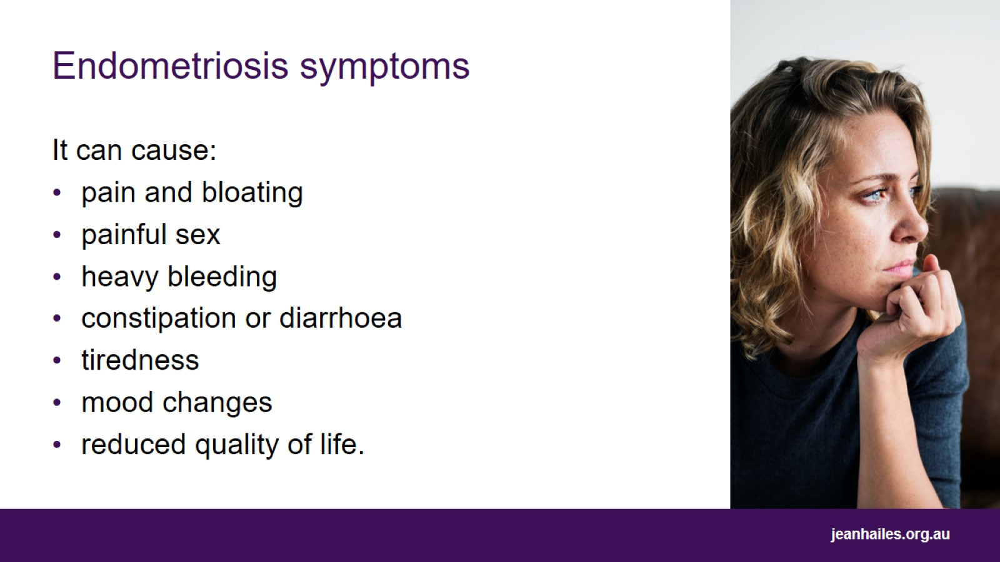 Endometriosis symptoms
It can cause:
• pain and bloating
• painful sex
• heavy bleeding
• constipation or diarrhoea
• tiredness
• mood changes
• reduced quality of life.
jeanhailes.org.au